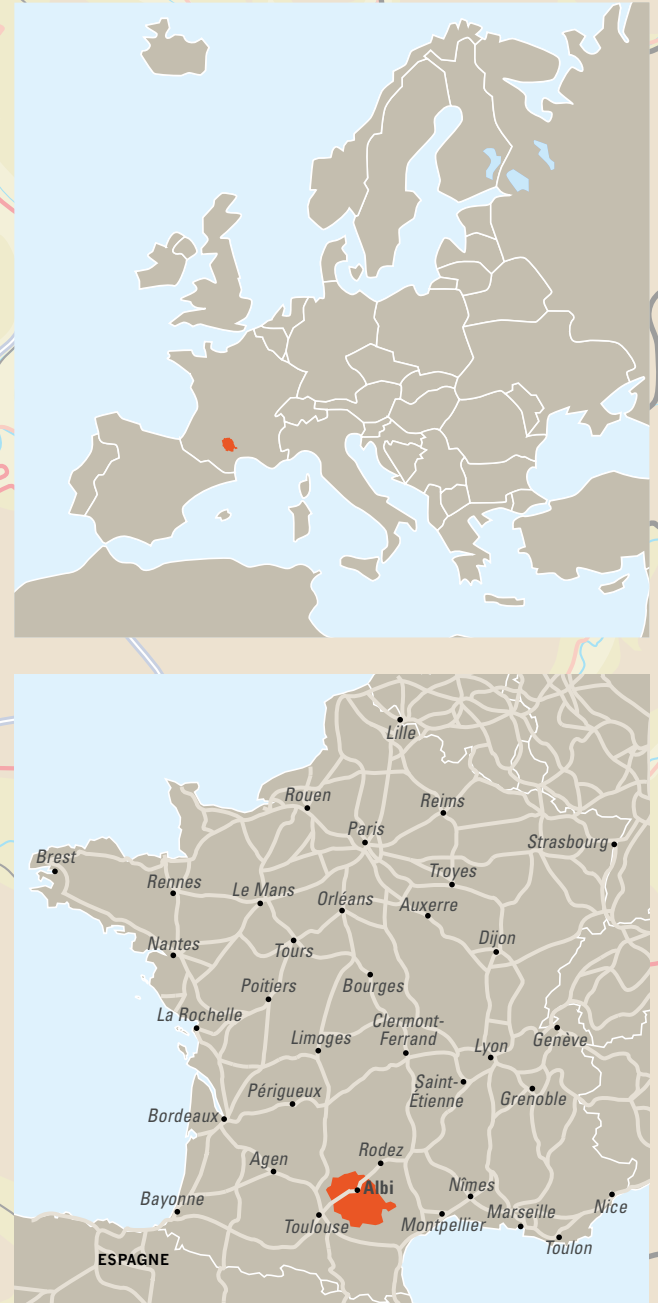 Lille
Rouen
Reims
Paris
Strasbourg
Brest
Rennes
Le Mans
Troyes
Orléans
Auxerre
Nantes
Tours
Dijon
Poitiers
Bourges
La Rochelle
Clermont-
Ferrand
Limoges
Lyon
Genève
Saint-
Étienne
Grenoble
Périgueux
Bordeaux
Agen
Rodez
Albi
Nîmes
Bayonne
Toulouse
Montpellier
Marseille
Nice
Toulon
ESPAGNE